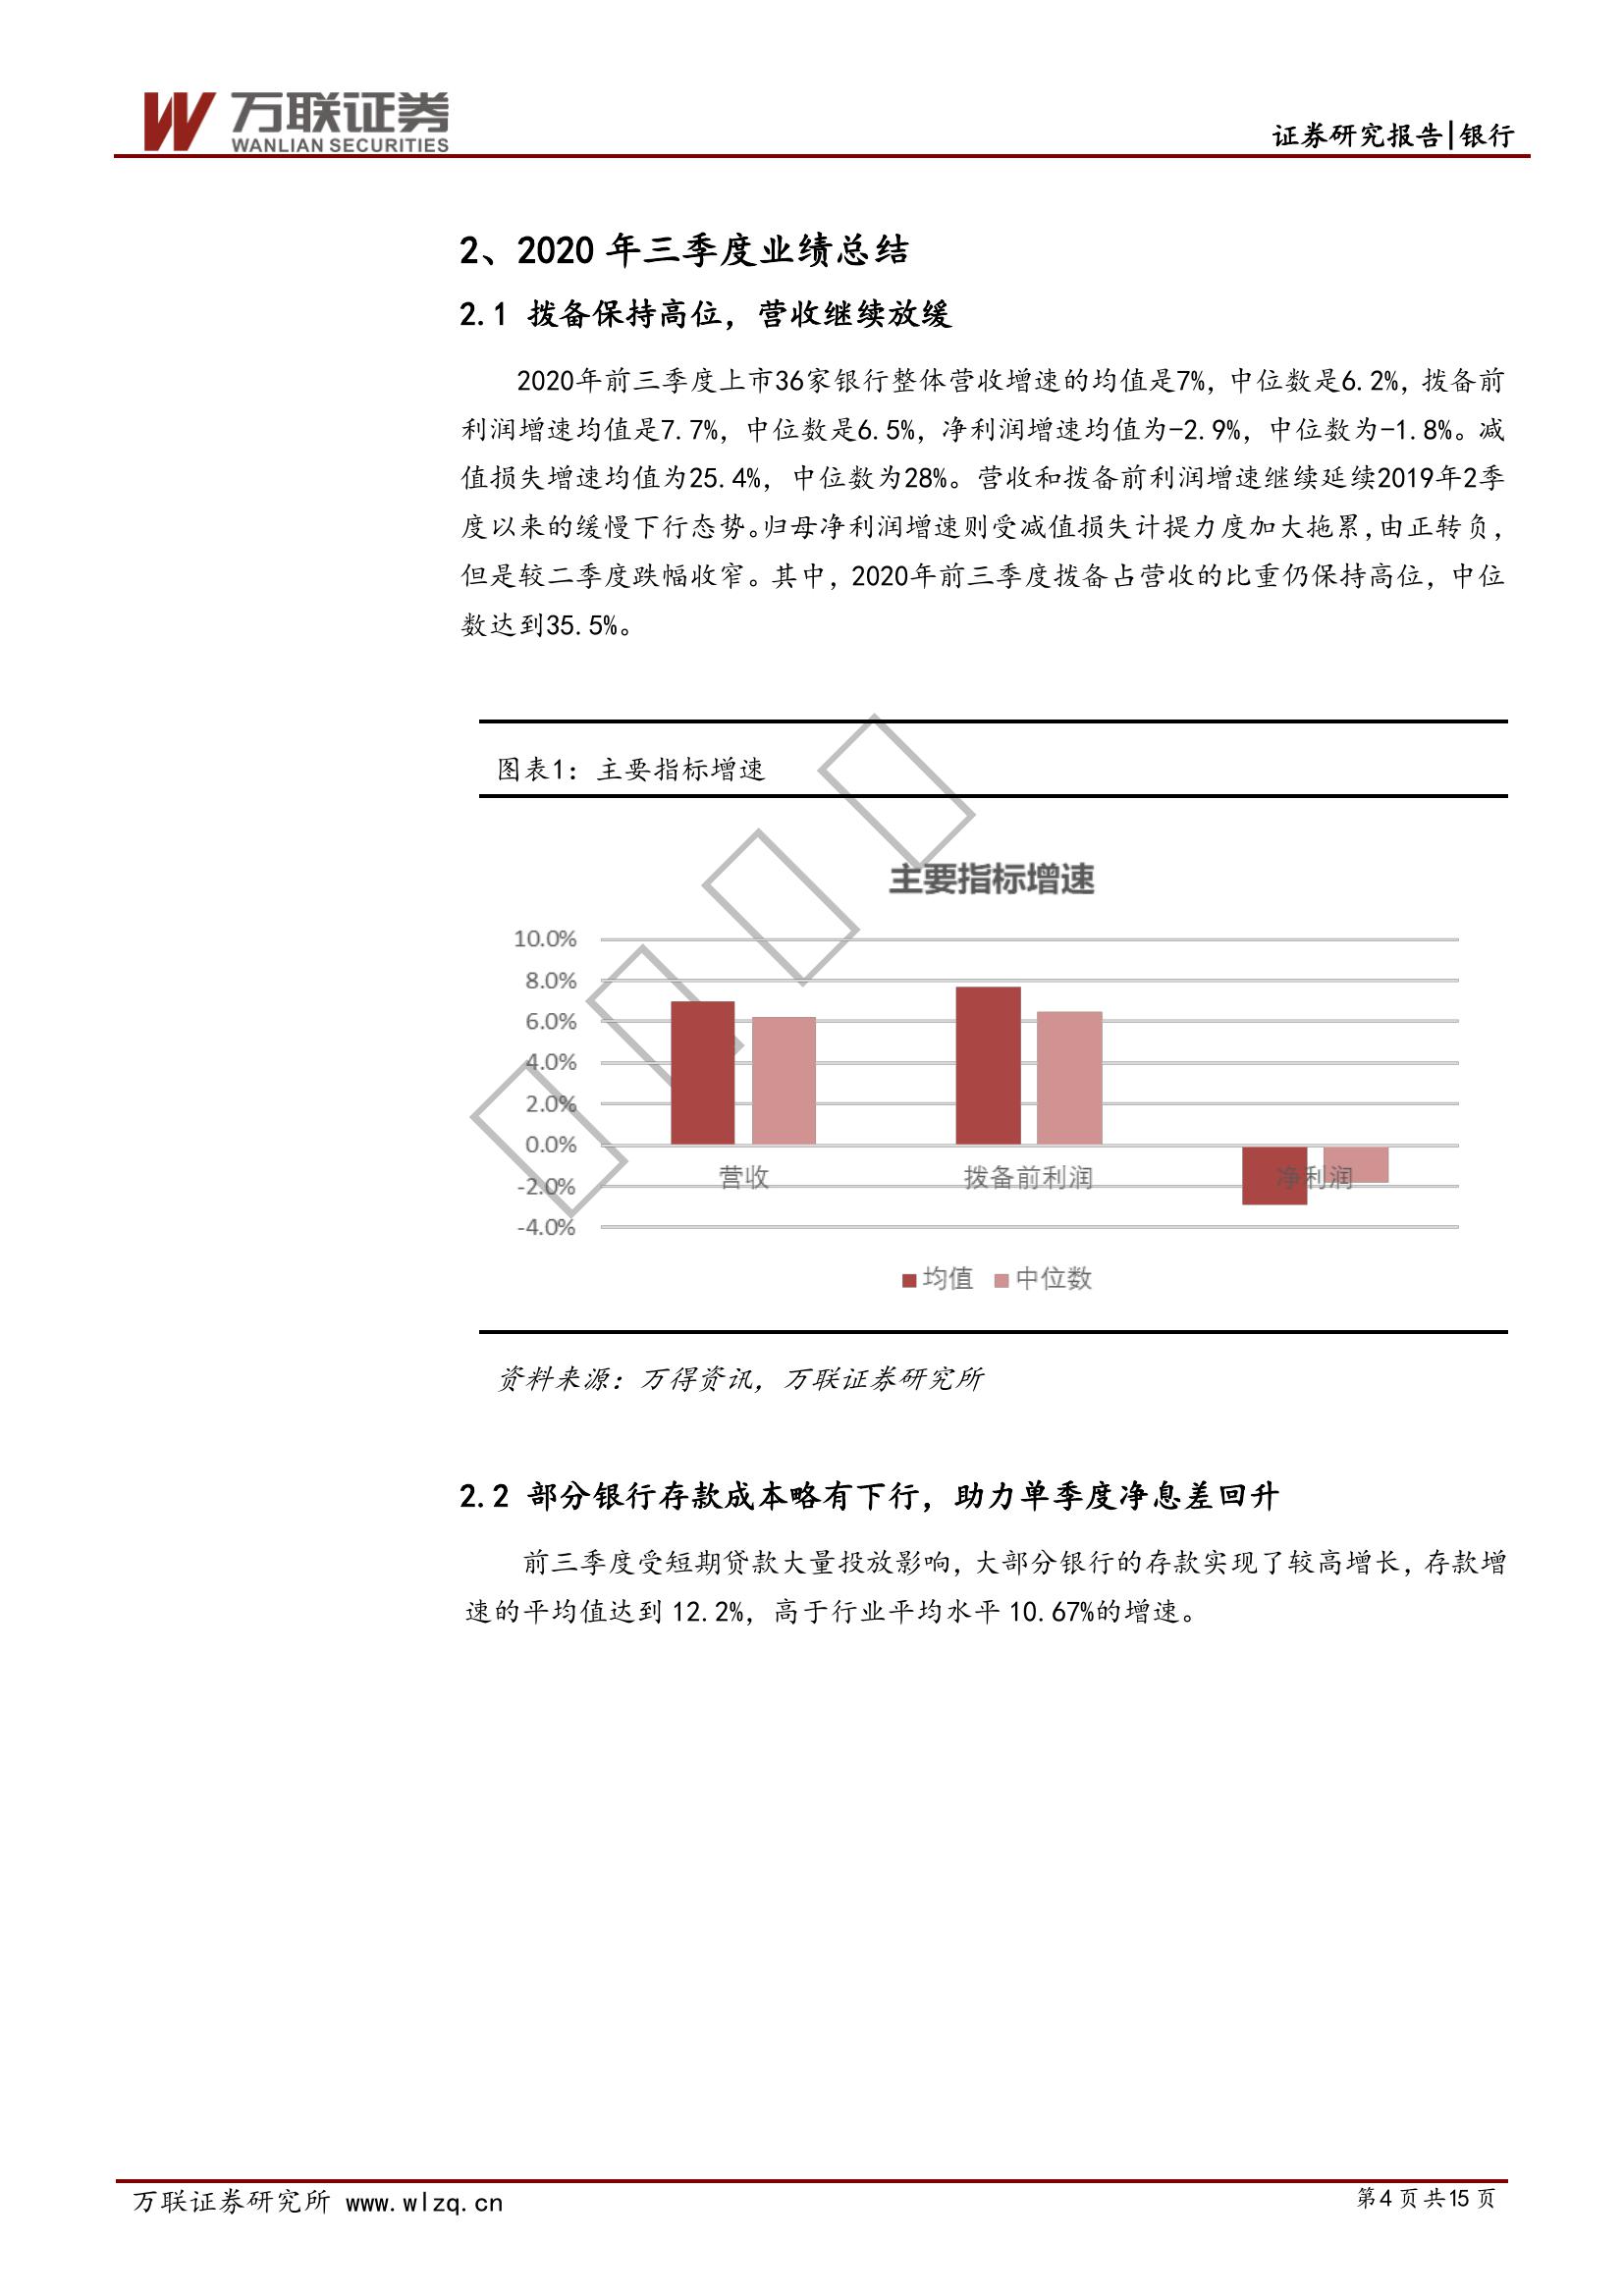 万联证券
WANLIAN SECURITIES
证券研究报告|银行
2、2020 年三季度业绩总结
2.1 拨备保持高位，营收继续放缓
2020年前三季度上市36家银行整体营收增速的均值是7%，中位数是6.2%，拨备前
利润增速均值是7.7%，中位数是6.5%，净利润增速均值为-2.9%，中位数为-1.8%。减
值损失增速均值为25.4%，中位数为28%。营收和拨备前利润增速继续延续2019年2季
度以来的缓慢下行态势。归母净利润增速则受减值损失计提力度加大拖累，由正转负，
但是较二季度跌幅收窄。其中，2020年前三季度拨备占营收的比重仍保持高位，中位
数达到35.5%。
图表1：主要指标增速
主要指标增速
10.0%
8.0%
6.0%
4.0%
2.0%
0.0%
-2.0%
-4.0%
营收 拨备前利润 净利润
均值 中位数
资料来源：万得资讯，万联证券研究所
2.2 部分银行存款成本略有下行，助力单季度净息差回升
前三季度受短期贷款大量投放影响，大部分银行的存款实现了较高增长，存款增
速的平均值达到 12.2%，高于行业平均水平 10.67%的增速。
万联证券研究所 www.wlzq.cn
第4 页 共15 页